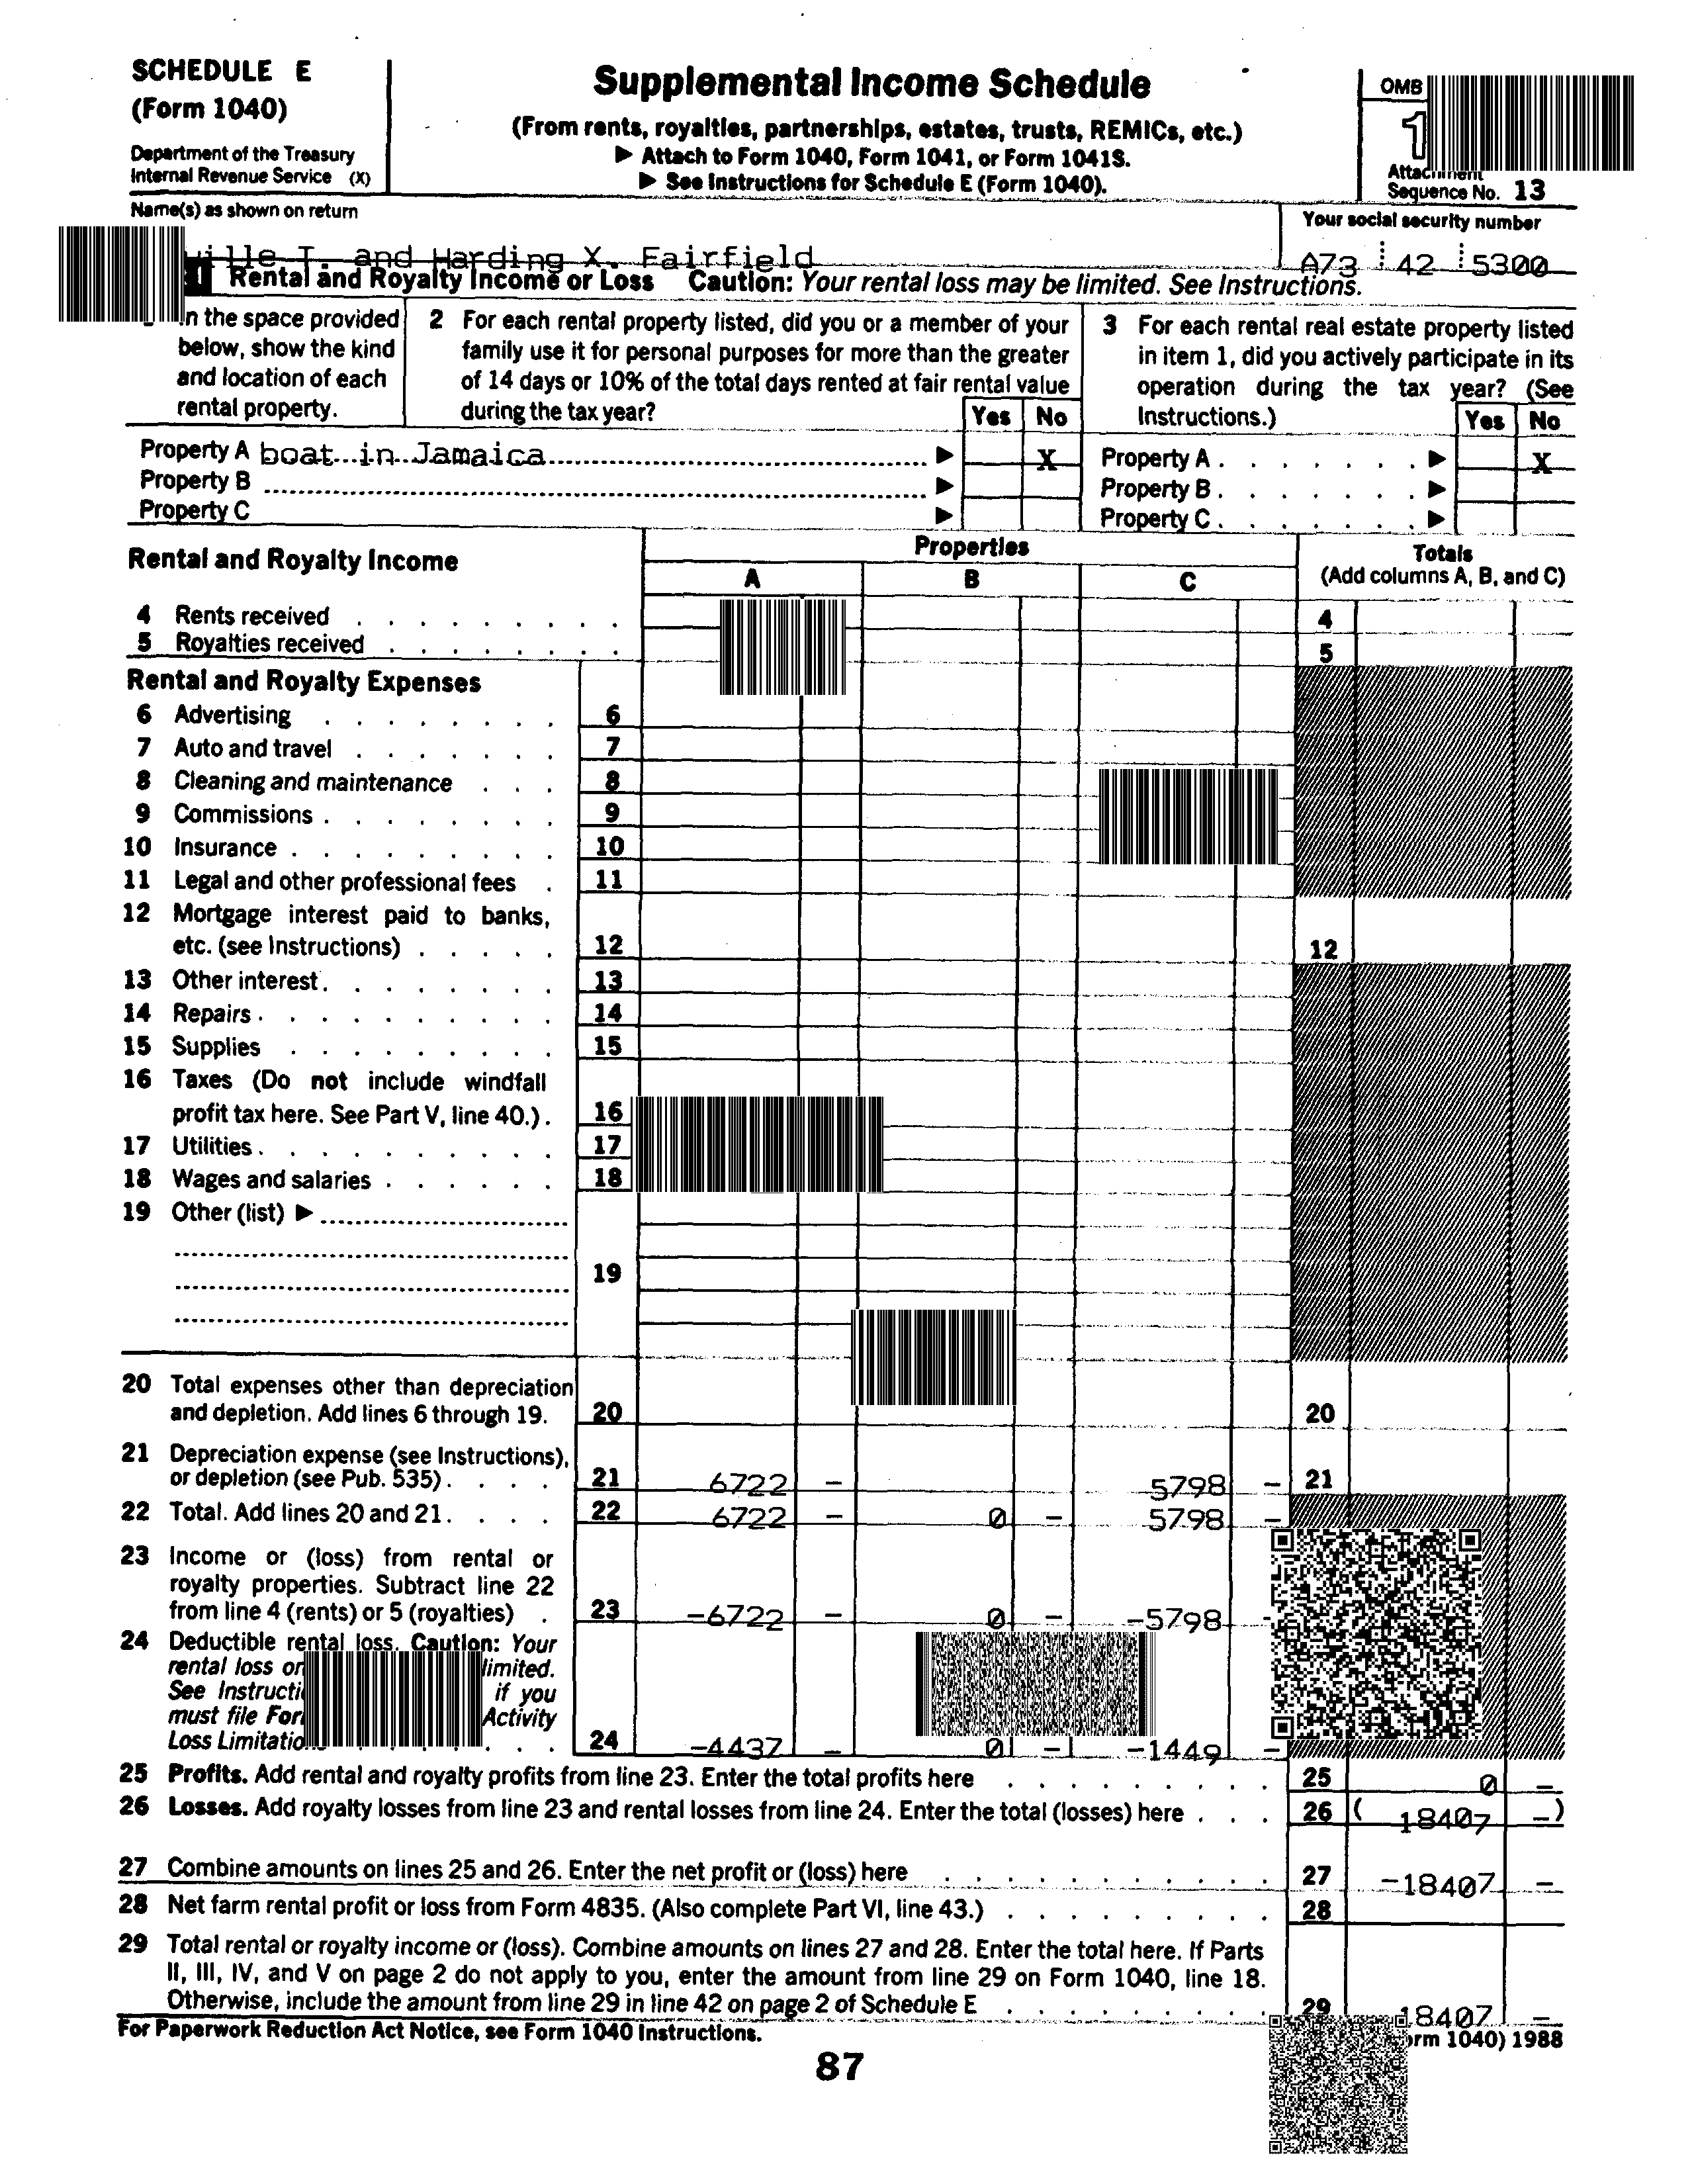 SCHEDULE E
(Form 1040)
Department of the Treasury
Internal Revenue Service (X)
Supplemental Income Schedule
(From rents, royalties, partnerships, estates, trusts, REMICs, etc.)
▶ Attach to Form 1040, Form 1041, or Form 1041S.
▶ See Instructions for Schedule E (Form 1040).
OMB
1
Attachment
Sequence No. 13
Name(s) as shown on return
Your social security number
T. and Harding X. Fairfield
A73 42 5300
Rental and Royalty Income or Loss Caution: Your rental loss may be limited. See Instructions.
In the space provided
below, show the kind
and location of each
rental property.
2 For each rental property listed, did you or a member of your
family use it for personal purposes for more than the greater
of 14 days or 10% of the total days rented at fair rental value
during the tax year?
Yes No
3 For each rental real estate property listed
in item 1, did you actively participate in its
operation during the tax year? (See
Instructions.)
Yes No
Property A boat in Jamaica ▶ X Property A ▶ X
Property B ▶ Property B ▶
Property C ▶ Property C ▶
Rental and Royalty Income
Properties
A B C
Totals
(Add columns A, B, and C)
4 Rents received 4
5 Royalties received 5
Rental and Royalty Expenses
6 Advertising 6
7 Auto and travel 7
8 Cleaning and maintenance 8
9 Commissions 9
10 Insurance 10
11 Legal and other professional fees 11
12 Mortgage interest paid to banks,
etc. (see Instructions) 12 12
13 Other interest 13
14 Repairs 14
15 Supplies 15
16 Taxes (Do not include windfall
profit tax here. See Part V, line 40.) 16
17 Utilities 17
18 Wages and salaries 18
19 Other (list) ▶
19
20 Total expenses other than depreciation
and depletion. Add lines 6 through 19. 20 20
21 Depreciation expense (see Instructions),
or depletion (see Pub. 535) 21 6722 – 5798 – 21
22 Total. Add lines 20 and 21 22 6722 – 0 – 5798 –
23 Income or (loss) from rental or
royalty properties. Subtract line 22
from line 4 (rents) or 5 (royalties) 23 -6722 – 0 – -5798 -
24 Deductible rental loss. Caution: Your
rental loss on limited.
See if you
must file Activity
Loss 24 -4437 – 0 – -1449 –
25 Profits. Add rental and royalty profits from line 23. Enter the total profits here 25 0 –
26 Losses. Add royalty losses from line 23 and rental losses from line 24. Enter the total (losses) here 26 ( 18407 – )
27 Combine amounts on lines 25 and 26. Enter the net profit or (loss) here 27 -18407 –
28 Net farm rental profit or loss from Form 4835. (Also complete Part VI, line 43.) 28
29 Total rental or royalty income or (loss). Combine amounts on lines 27 and 28. Enter the total here. If Parts
II, III, IV, and V on page 2 do not apply to you, enter the amount from line 29 on Form 1040, line 18.
Otherwise, include the amount from line 29 in line 42 on page 2 of Schedule E 29 18407 –
For Paperwork Reduction Act Notice, see Form 1040 Instructions.
1040) 1988
87